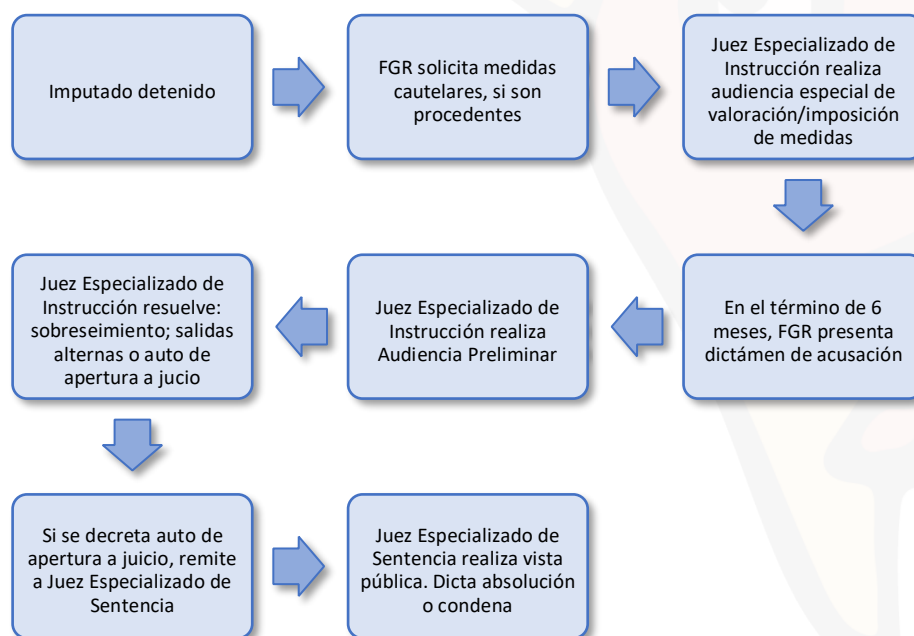 Imputado detenido
FGR solicita medidas
cautelares, si son
procedentes
Juez Especializado de
Instrucción realiza
audiencia especial de
valoración/imposición
de medidas
En el término de 6
meses, FGR presenta
dictámen de acusación
Juez Especializado de
Instrucción realiza
Audiencia Preliminar
Juez Especializado de
Instrucción resuelve:
sobreseimiento; salidas
alternas o auto de
apertura a jucio
Si se decreta auto de
apertura a juicio, remite
a Juez Especializado de
Sentencia
Juez Especializado de
Sentencia realiza vista
pública. Dicta absolución
o condena